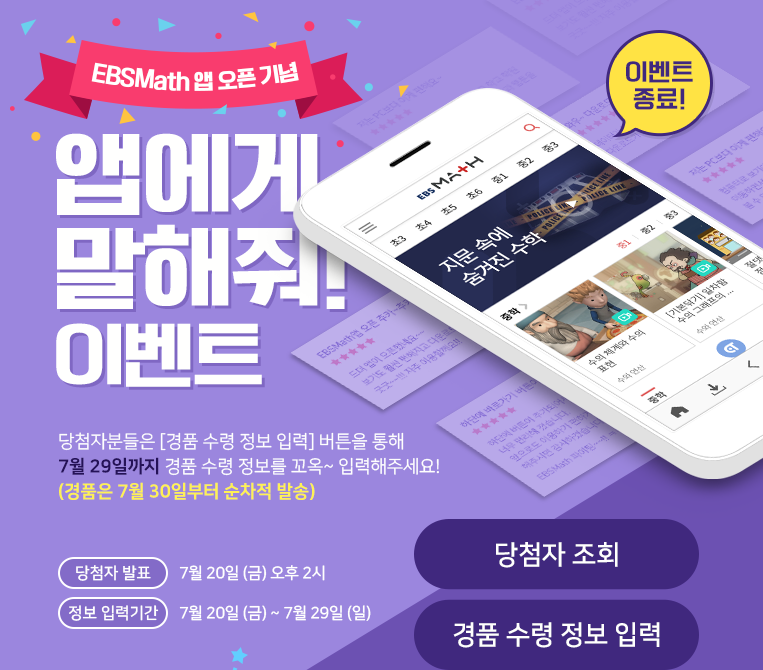 EBSMath 앱 오픈 기념
이벤트
종료!
앱에게
말해줘!
이벤트
EBS MATH
초3 초4 초5 초6 중1 중2 중3
지문 속에
숨겨진 수학
중학 >
중1 중2 중3
수의 체계와 수의
표현
수와 연산
[기본닦기] 일차함
수의 그래프의 ...
수와 연산
중학
당첨자분들은 [경품 수령 정보 입력] 버튼을 통해
7월 29일까지 경품 수령 정보를 꼬옥~ 입력해주세요!
(경품은 7월 30일부터 순차적 발송)
당첨자 발표 7월 20일 (금) 오후 2시
정보 입력기간 7월 20일 (금) ~ 7월 29일 (일)
당첨자 조회
경품 수령 정보 입력